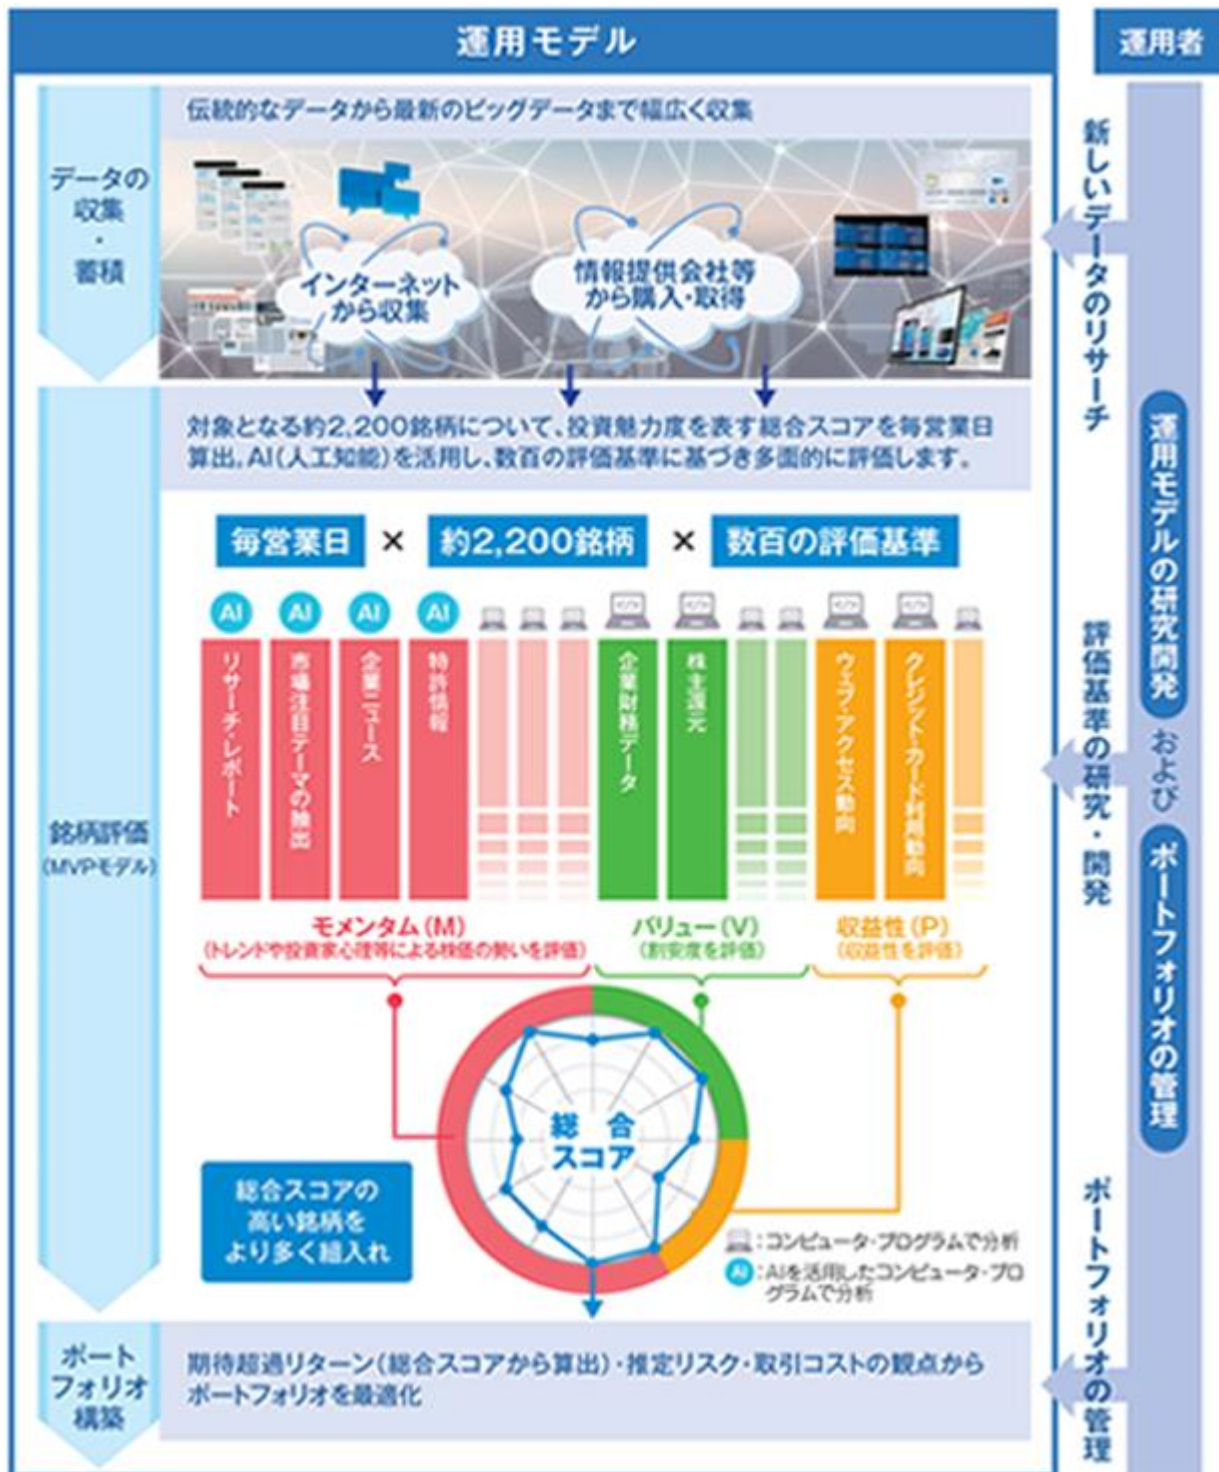 運用モデル
運用者
データの
収集
・
蓄積
伝統的なデータから最新のビッグデータまで幅広く収集
インターネット
から収集
情報提供会社等
から購入・取得
新しいデータのリサーチ
銘柄評価
(MVPモデル)
対象となる約2,200銘柄について、投資魅力度を表す総合スコアを毎営業日
算出。AI(人工知能)を活用し、数百の評価基準に基づき多面的に評価します。
毎営業日 × 約2,200銘柄 × 数百の評価基準
AI AI AI AI
リサーチ・レポート
市場注目テーマの抽出
企業ニュース
特許情報
企業財務データ
株主還元
ウェブ・アクセス動向
クレジット・カード利用動向
モメンタム(M)
(トレンドや投資家心理等による株価の勢いを評価)
バリュー(V)
(割安度を評価)
収益性(P)
(収益性を評価)
総合
スコア
総合スコアの
高い銘柄を
より多く組入れ
:コンピュータ・プログラムで分析
AI:AIを活用したコンピュータ・プロ
グラムで分析
評価基準の研究・開発
運用モデルの研究開発
および
ポートフォリオの管理
ポート
フォリオ
構築
期待超過リターン(総合スコアから算出)・推定リスク・取引コストの観点から
ポートフォリオを最適化
ポートフォリオの管理